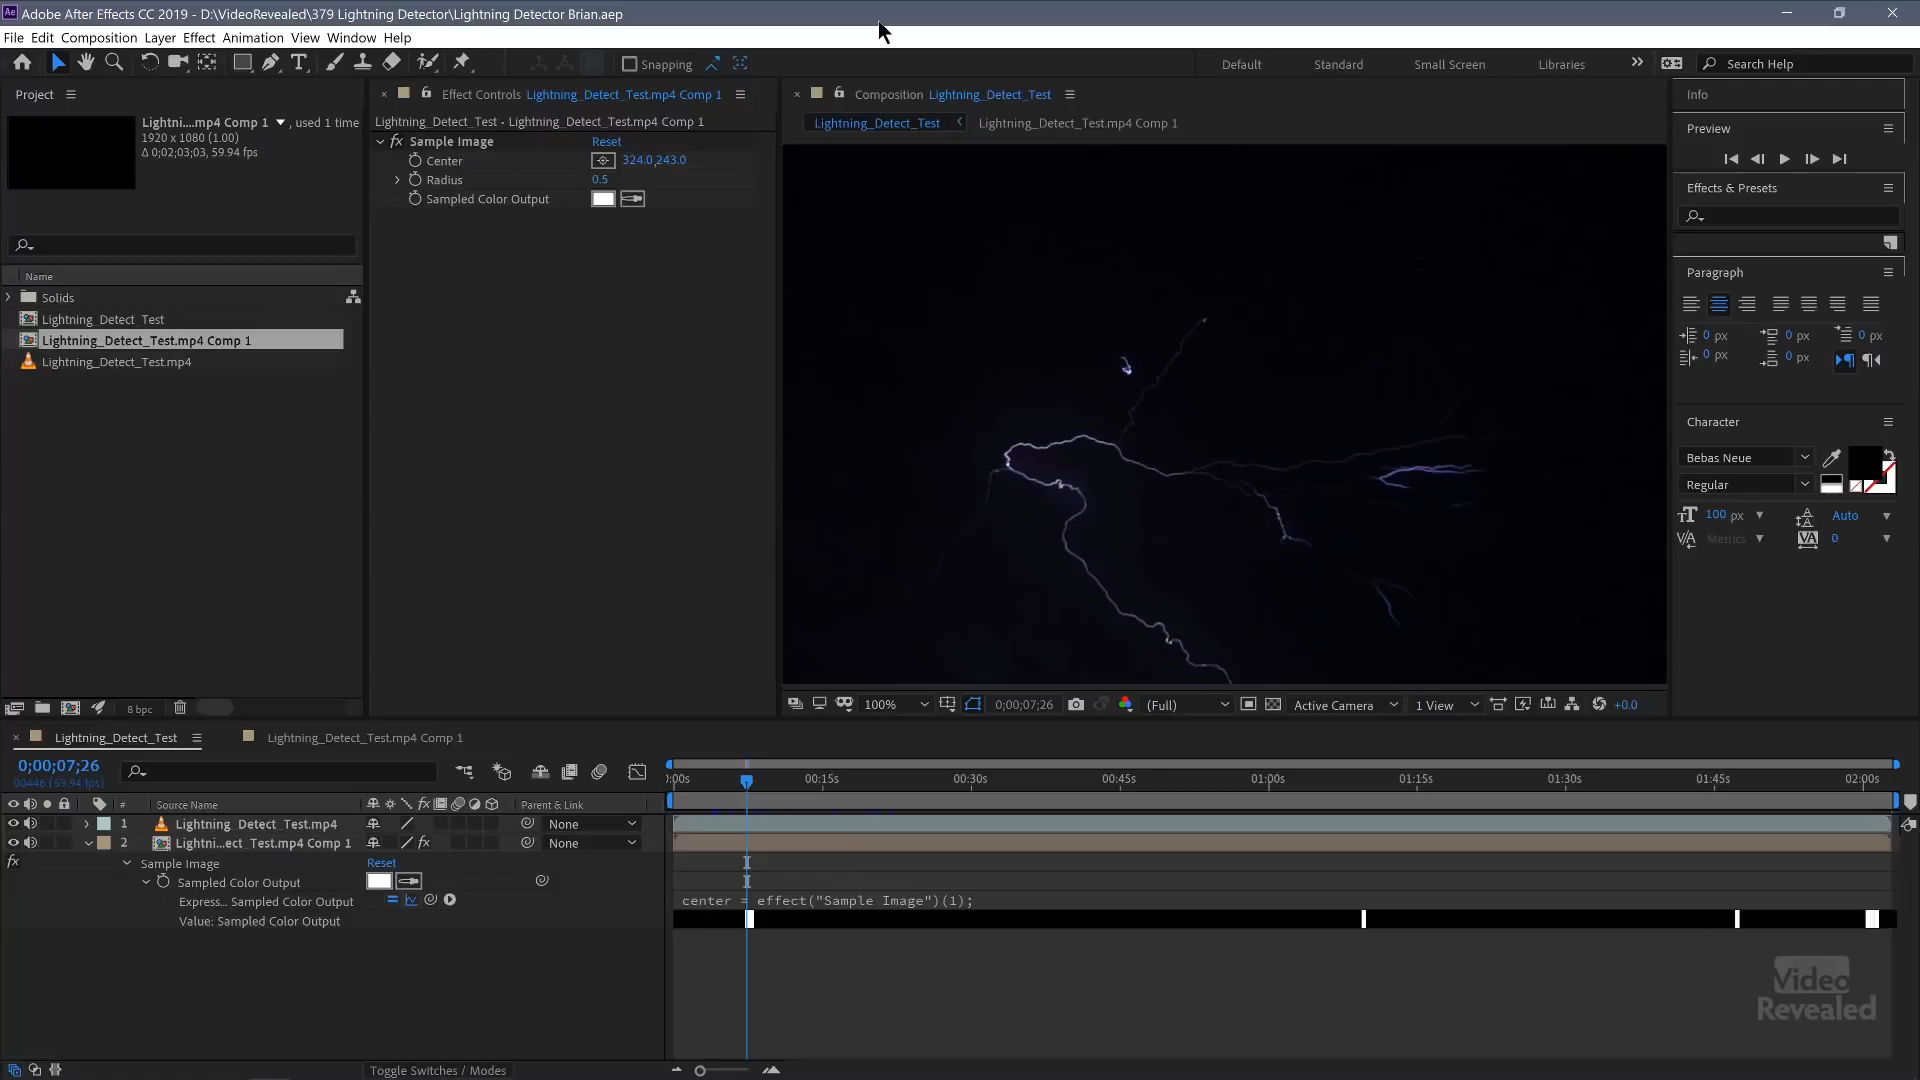 Adobe After Effects CC 2019 - D:\VideoRevealed\379 Lightning Detector\Lightning Detector Brian.aep
File Edit Composition Layer Effect Animation View Window Help
Snapping
Default Standard Small Screen Libraries Search Help
Project
Lightni....mp4 Comp 1 , used 1 time
1920 x 1080 (1.00)
Δ 0;02;03;03, 59.94 fps
Name
Solids
Lightning_Detect_Test
Lightning_Detect_Test.mp4 Comp 1
Lightning_Detect_Test.mp4
8 bpc
Effect Controls Lightning_Detect_Test.mp4 Comp 1
Lightning_Detect_Test • Lightning_Detect_Test.mp4 Comp 1
fx Sample Image Reset
Center 324.0,243.0
Radius 0.5
Sampled Color Output
Composition Lightning_Detect_Test
Lightning_Detect_Test Lightning_Detect_Test.mp4 Comp 1
100% 0;00;07;26 (Full) Active Camera 1 View +0.0
Info
Preview
Effects & Presets
Paragraph
0 px 0 px 0 px
0 px 0 px
Character
Bebas Neue
Regular
100 px Auto
Metrics 0
Lightning_Detect_Test Lightning_Detect_Test.mp4 Comp 1
0;00;07;26
00446 (59.94 fps)
):00s 00:15s 00:30s 00:45s 01:00s 01:15s 01:30s 01:45s 02:00s
# Source Name fx Parent & Link
1 Lightning_Detect_Test.mp4 None
2 Lightni...ect_Test.mp4 Comp 1 fx None
fx Sample Image Reset
Sampled Color Output
Express... Sampled Color Output center = effect("Sample Image")(1);
Value: Sampled Color Output
Toggle Switches / Modes
Video
Revealed